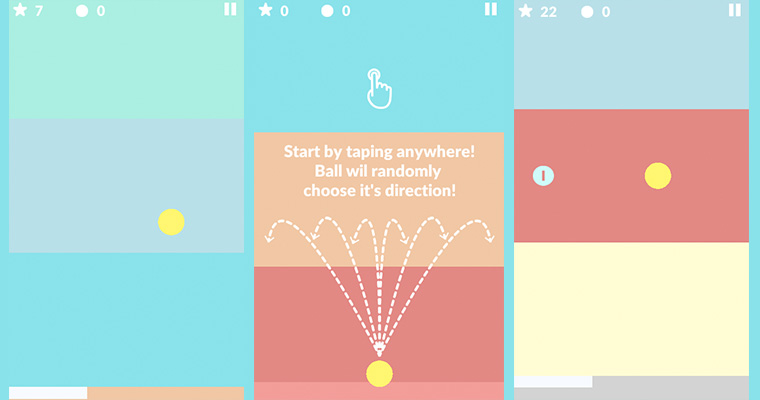 7 0
0 0
Start by taping anywhere!
Ball wil randomly
choose it's direction!
22 0